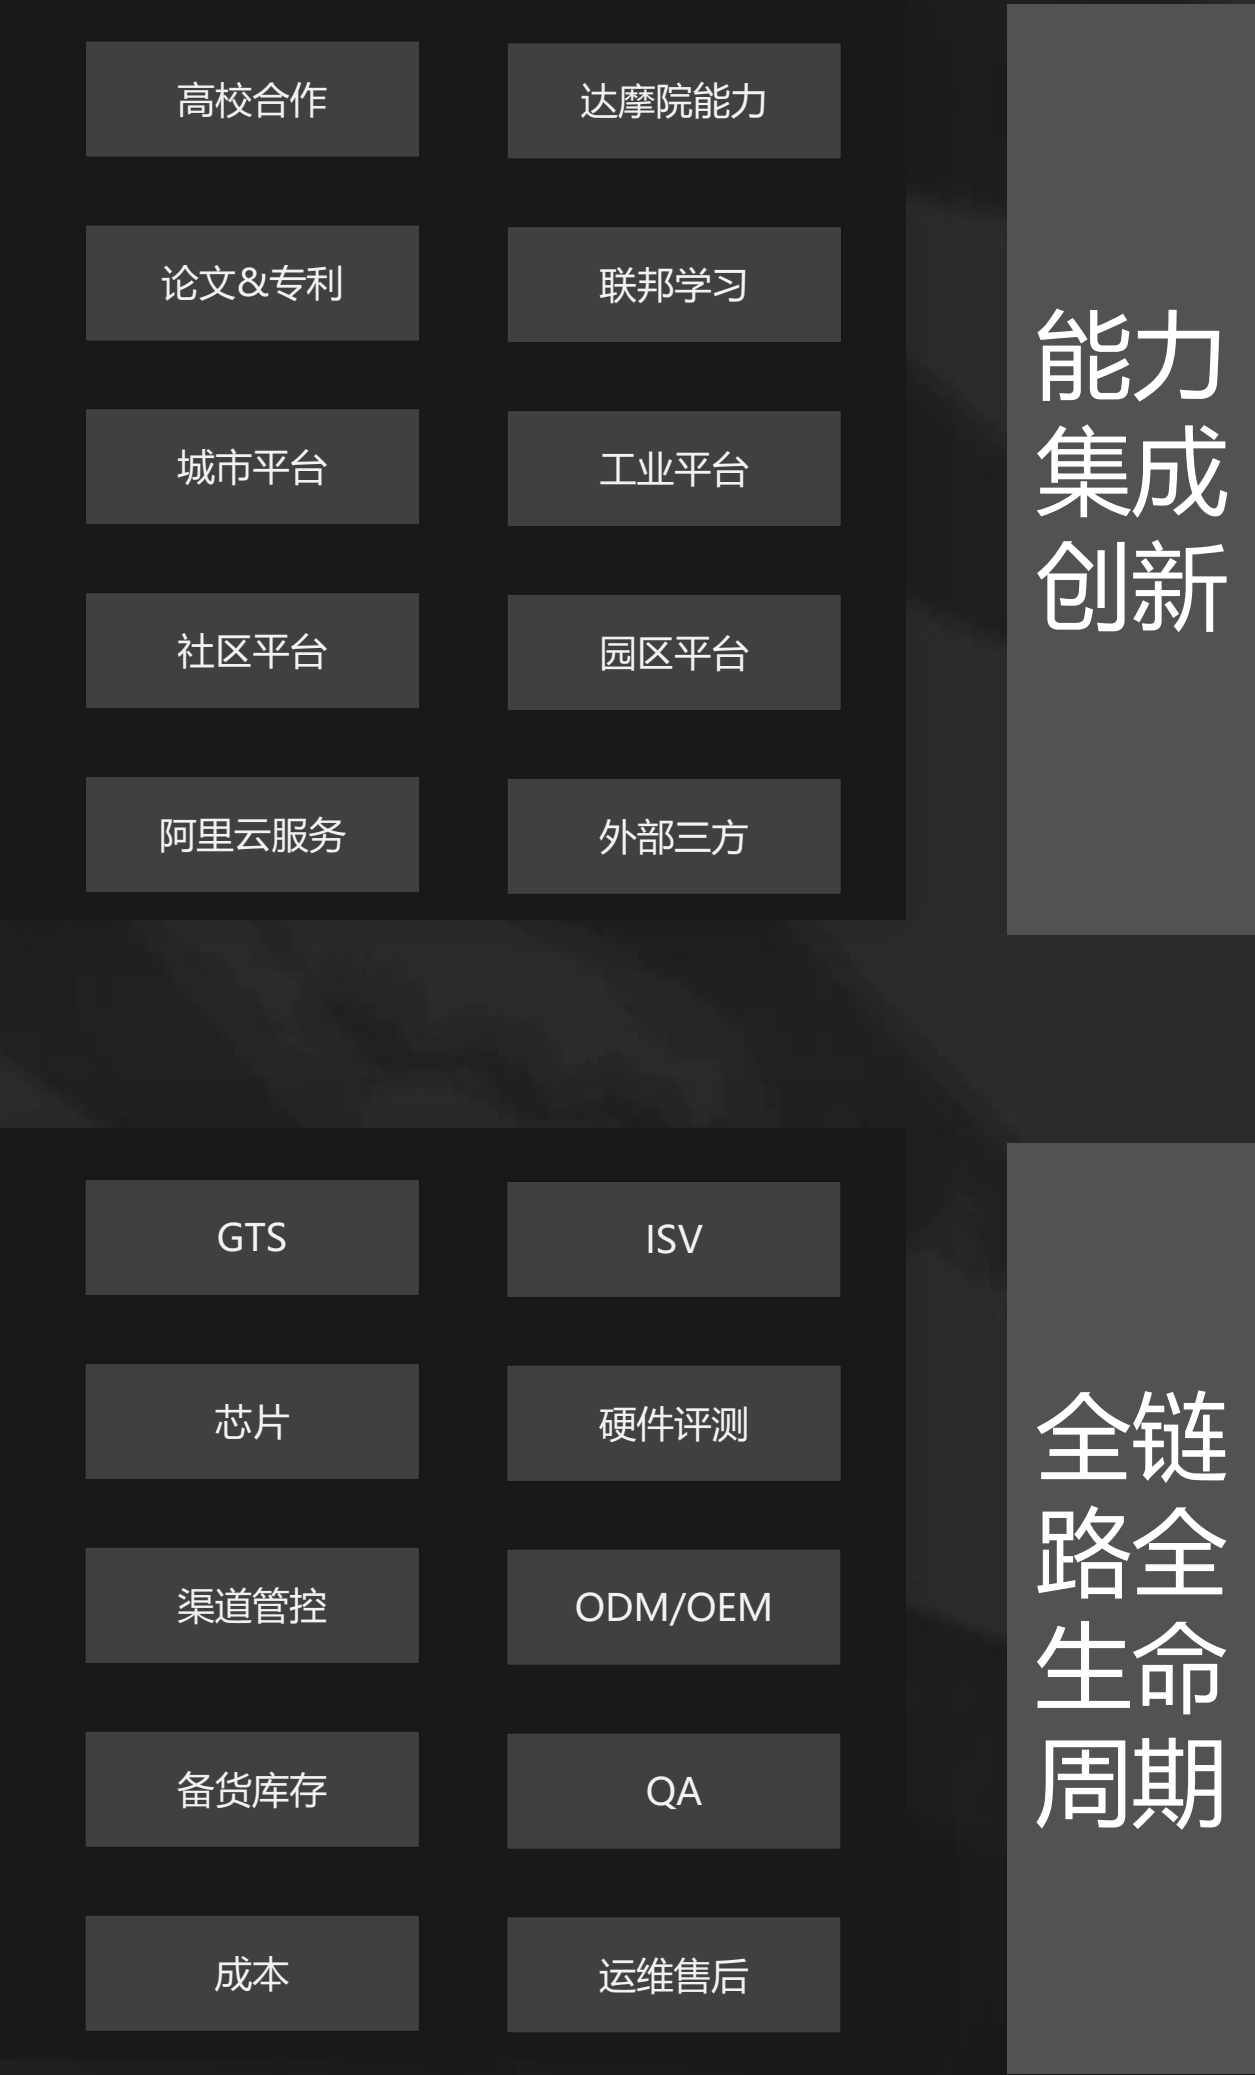 高校合作
达摩院能力
论文&专利
联邦学习
城市平台
工业平台
社区平台
园区平台
阿里云服务
外部三方
能力
集成
创新
GTS
ISV
芯片
硬件评测
渠道管控
ODM/OEM
备货库存
QA
成本
运维售后
全链
路全
生命
周期